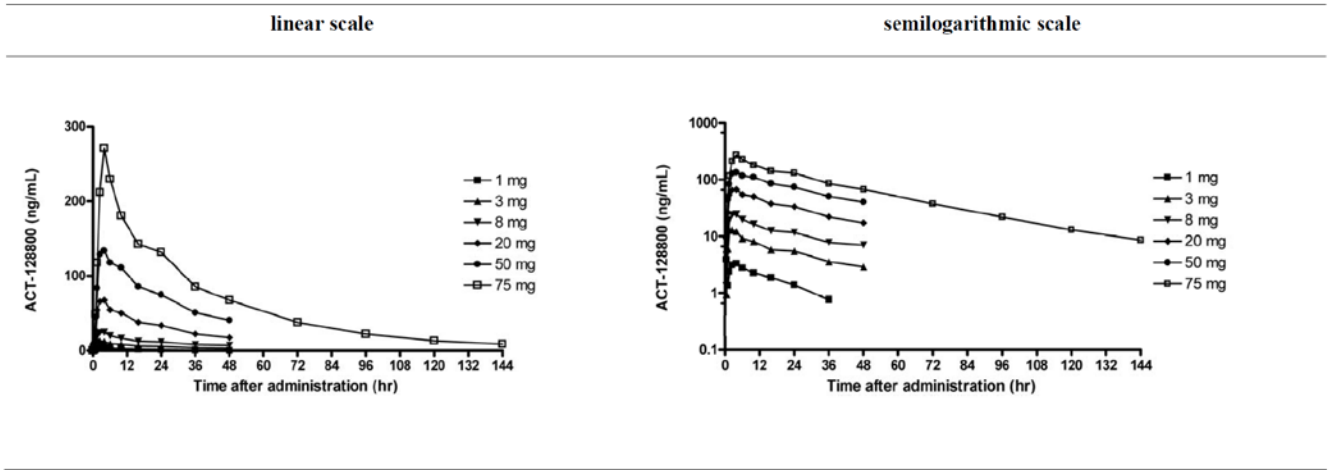 linear scale
semilogarithmic scale
300
200
100
0
ACT-128800 (ng/mL)
0 12 24 36 48 60 72 84 96 108 120 132 144
Time after administration (hr)
1 mg
3 mg
8 mg
20 mg
50 mg
75 mg
1000
100
10
1
0.1
ACT-128800 (ng/mL)
0 12 24 36 48 60 72 84 96 108 120 132 144
Time after administration (hr)
1 mg
3 mg
8 mg
20 mg
50 mg
75 mg